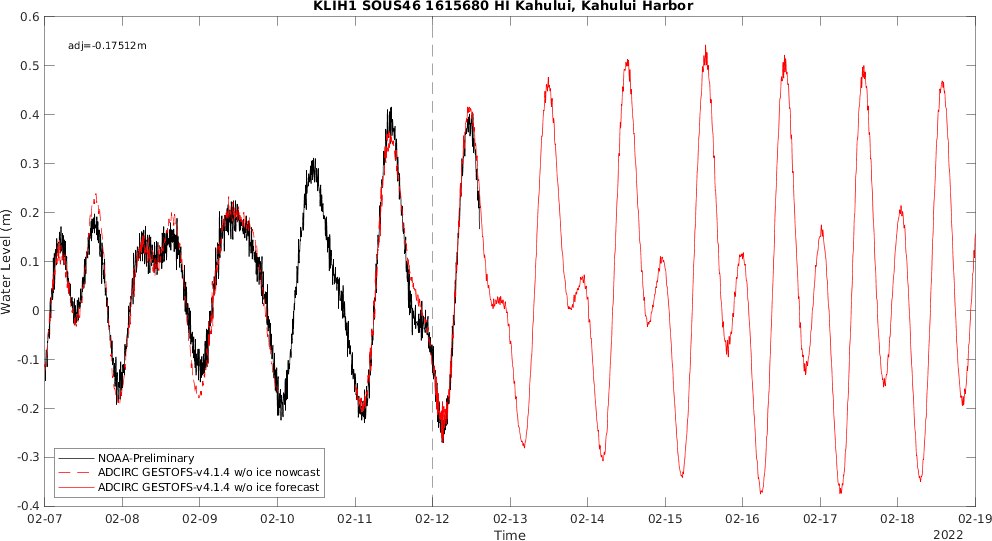 KLIH1 SOUS46 1615680 HI Kahului, Kahului Harbor
adj=-0.17512m
0.6
0.5
0.4
0.3
0.2
0.1
0
-0.1
-0.2
-0.3
-0.4
Water Level (m)
NOAA-Preliminary
ADCIRC GESTOFS-v4.1.4 w/o ice nowcast
ADCIRC GESTOFS-v4.1.4 w/o ice forecast
02-07 02-08 02-09 02-10 02-11 02-12 02-13 02-14 02-15 02-16 02-17 02-18 02-19
Time
2022